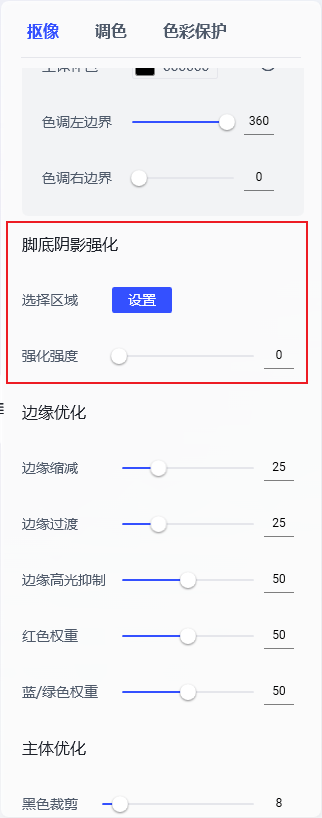 抠像 调色 色彩保护
色调左边界 360
色调右边界 0
脚底阴影强化
选择区域 设置
强化强度 0
边缘优化
边缘缩减 25
边缘过渡 25
边缘高光抑制 50
红色权重 50
蓝/绿色权重 50
主体优化
黑色裁剪 8